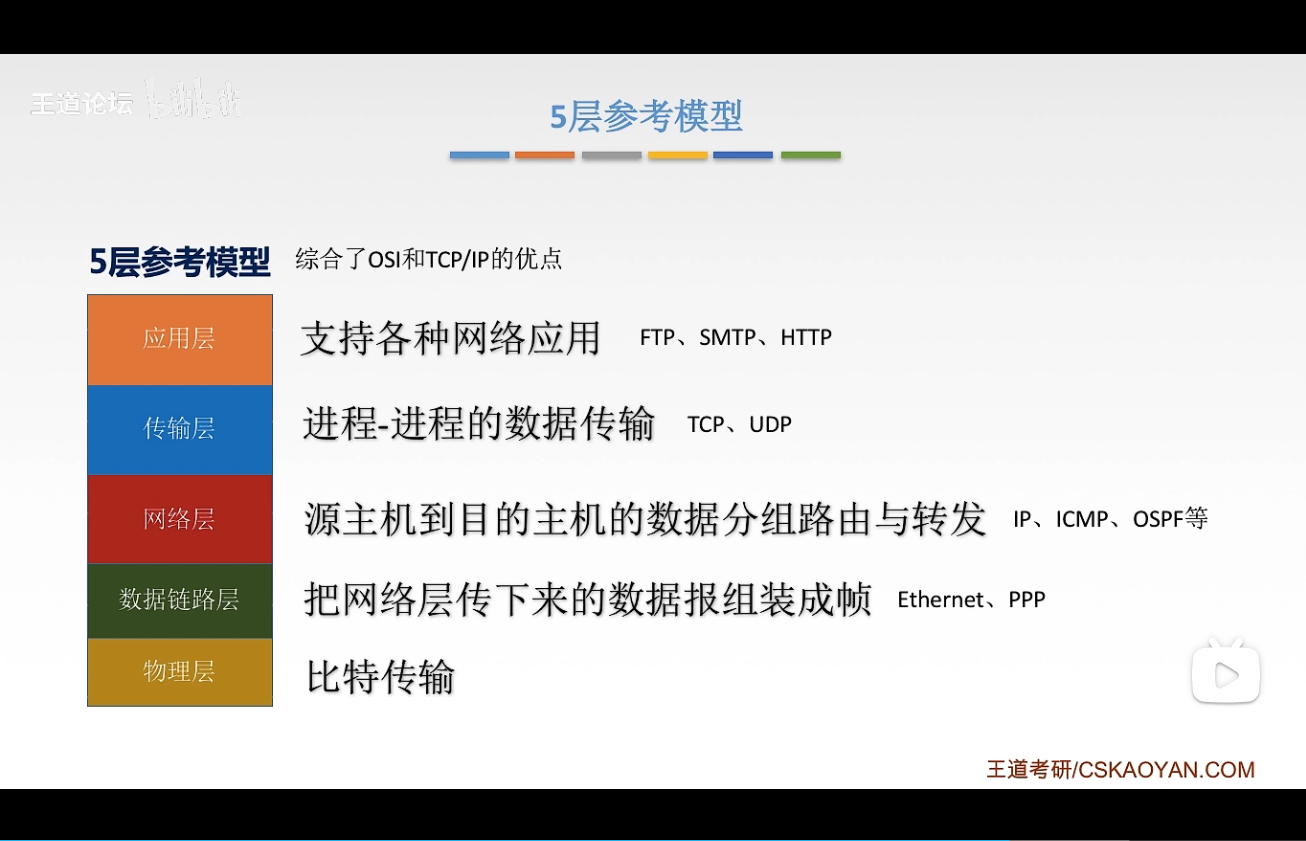 王道论坛 bilibili
5层参考模型
5层参考模型 综合了OSI和TCP/IP的优点
应用层 支持各种网络应用 FTP、SMTP、HTTP
传输层 进程-进程的数据传输 TCP、UDP
网络层 源主机到目的主机的数据分组路由与转发 IP、ICMP、OSPF等
数据链路层 把网络层传下来的数据报组装成帧 Ethernet、PPP
物理层 比特传输
王道考研/CSKAOYAN.COM